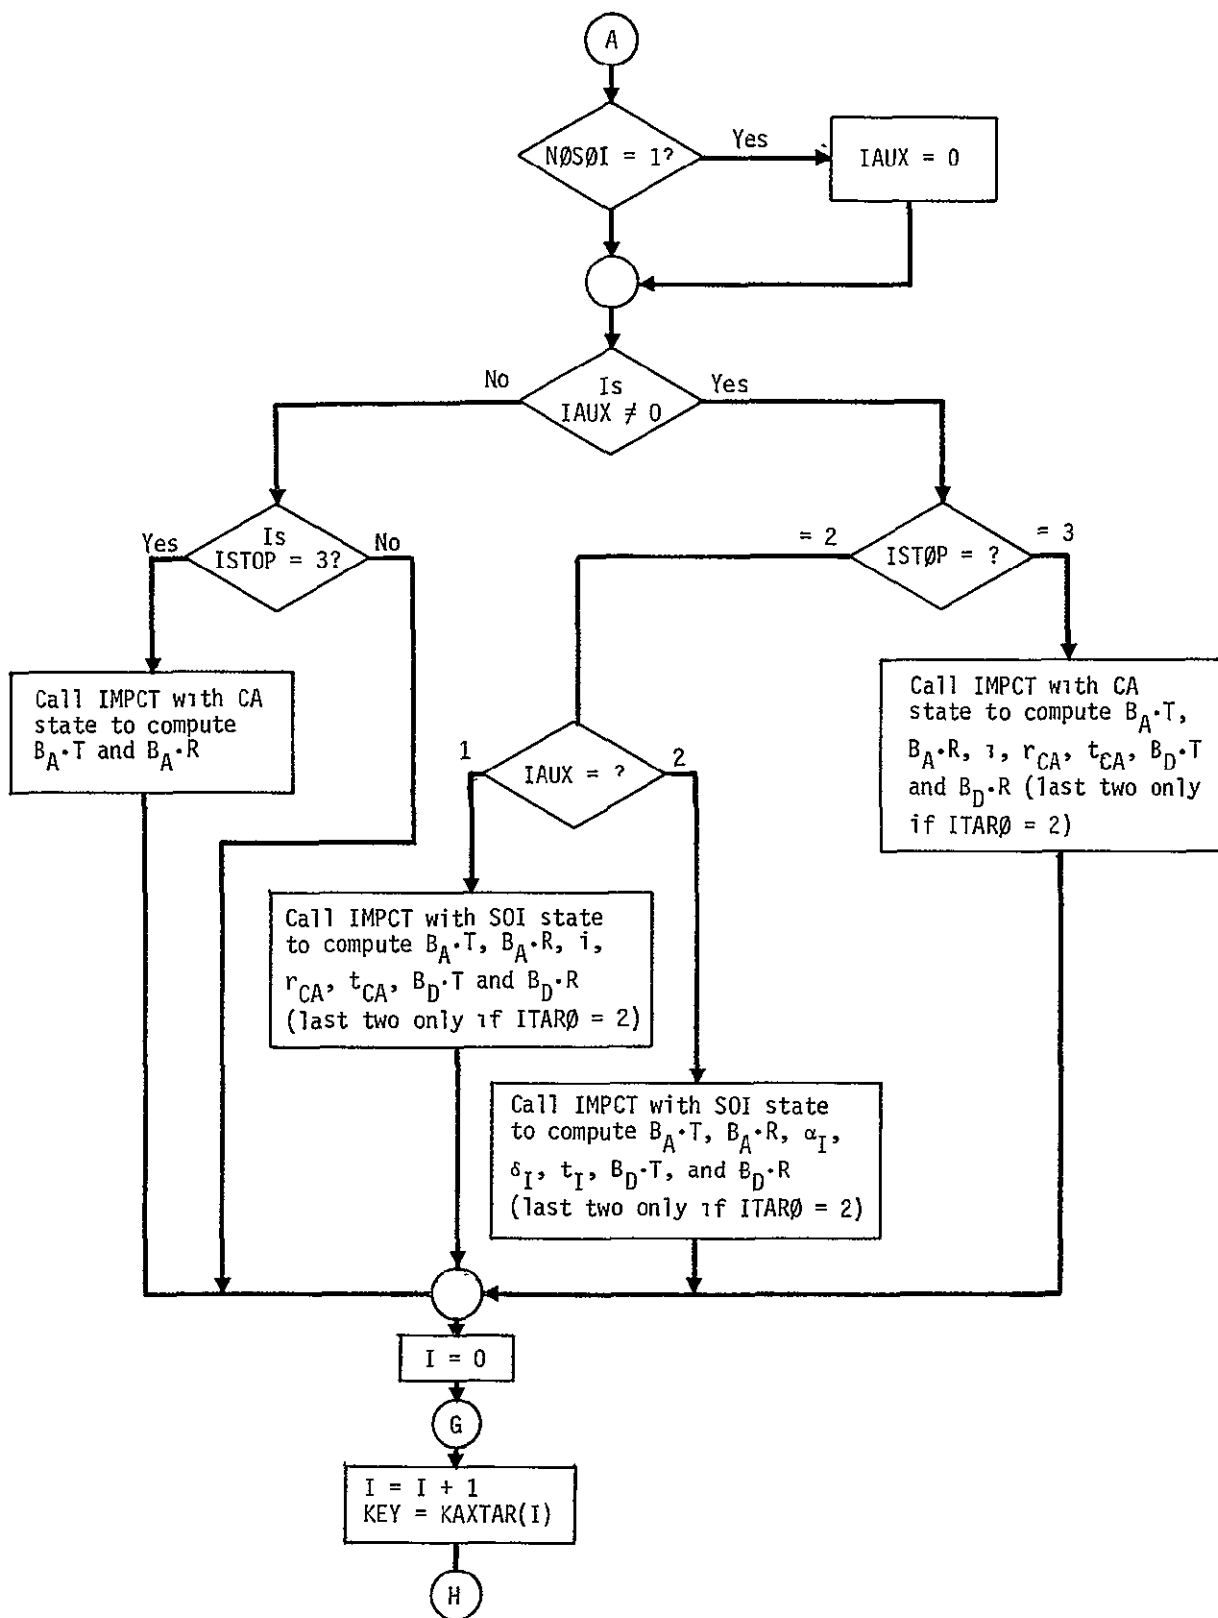 A
NØSØI = 1?
Yes
IAUX = 0
No
Is
IAUX ≠ 0
Yes
Yes
Is
ISTOP = 3?
No
= 2
ISTØP = ?
= 3
Call IMPCT with CA
state to compute
B_A·T and B_A·R
1
IAUX = ?
2
Call IMPCT with CA
state to compute B_A·T,
B_A·R, i, r_CA, t_CA, B_D·T
and B_D·R (last two only
if ITARØ = 2)
Call IMPCT with SOI state
to compute B_A·T, B_A·R, i,
r_CA, t_CA, B_D·T and B_D·R
(last two only if ITARØ = 2)
Call IMPCT with SOI state
to compute B_A·T, B_A·R, α_I,
δ_I, t_I, B_D·T, and B_D·R
(last two only if ITARØ = 2)
I = 0
G
I = I + 1
KEY = KAXTAR(I)
H